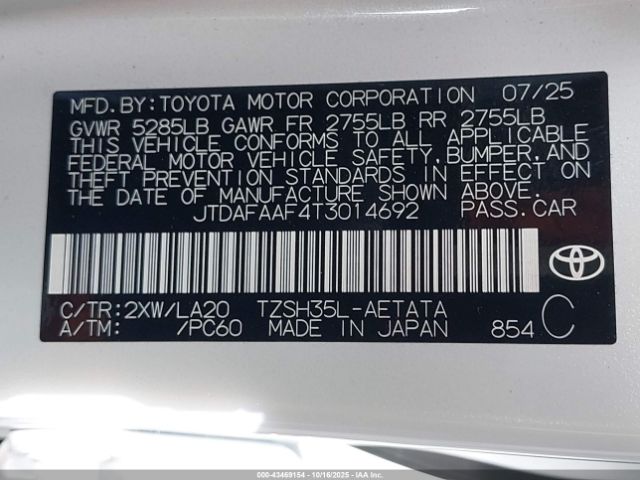 MFD. BY: TOYOTA MOTOR CORPORATION 07/25
GVWR 5285LB GAWR FR 2755LB RR 2755LB
THIS VEHICLE CONFORMS TO ALL APPLICABLE
FEDERAL MOTOR VEHICLE SAFETY, BUMPER, AND
THEFT PREVENTION STANDARDS IN EFFECT ON
THE DATE OF MANUFACTURE SHOWN ABOVE.
JTDAFAAF4T3014692 PASS.CAR
C/TR:2XW/LA20 TZSH35L-AETATA
A/TM: /PC60 MADE IN JAPAN 854 C
000-43469154 - 10/16/2025 - IAAI.COM